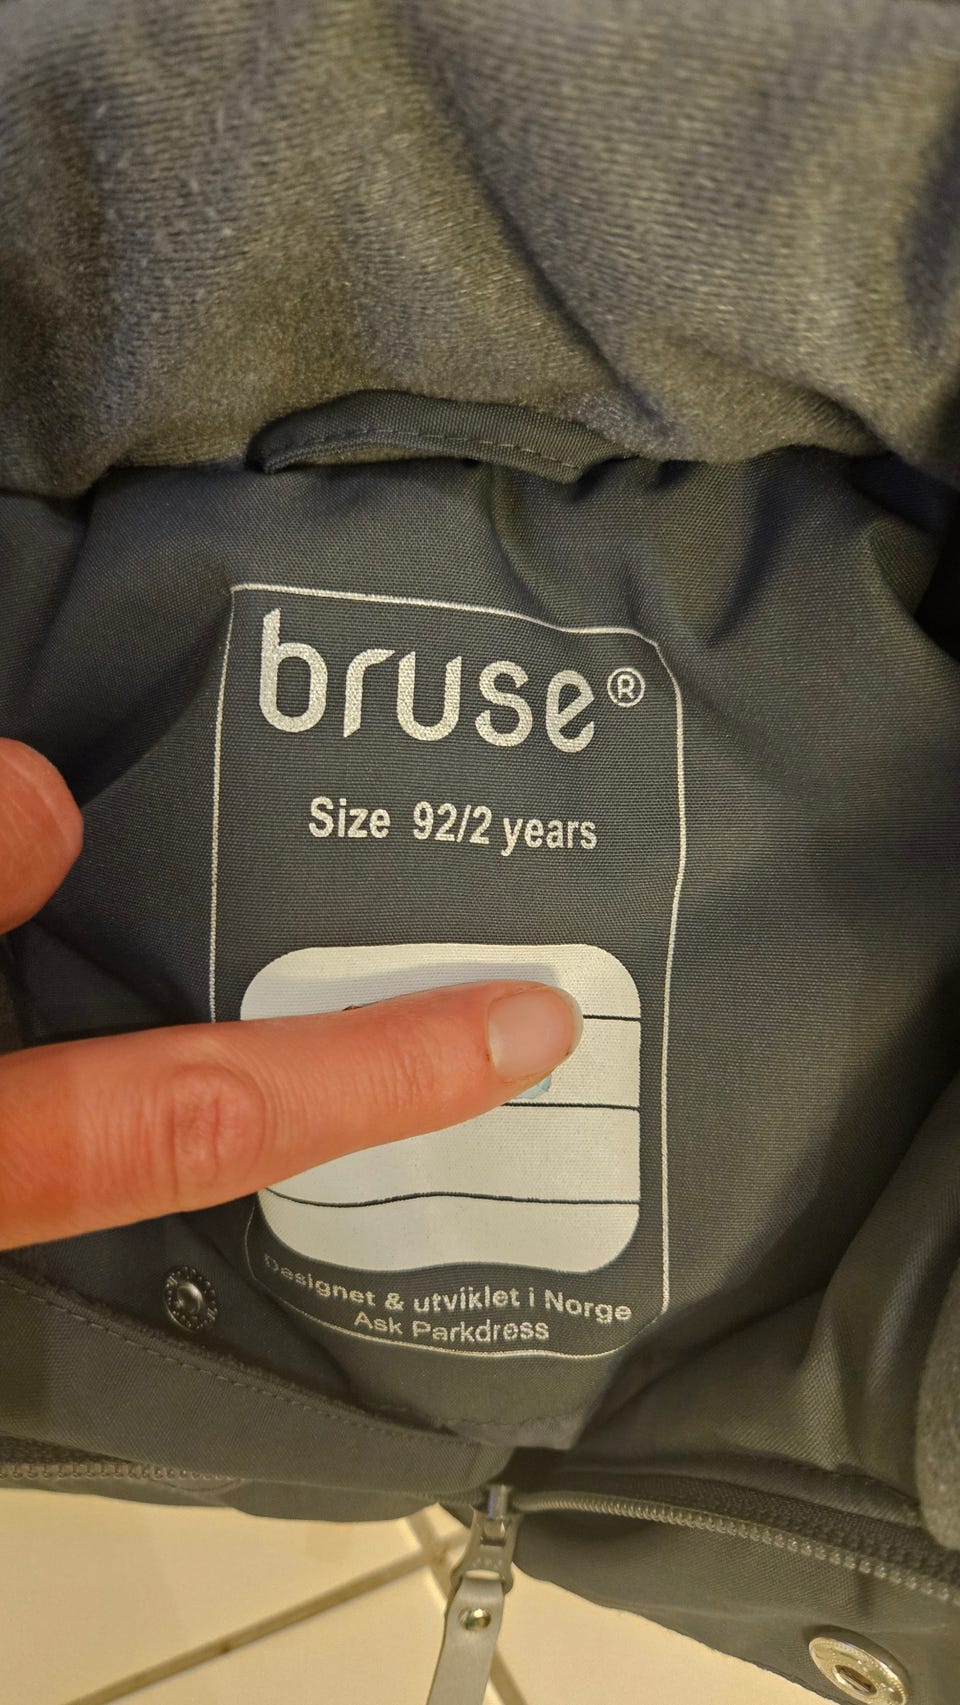 bruse®
Size 92/2 years
Designet & utviklet i Norge
Ask Parkdress